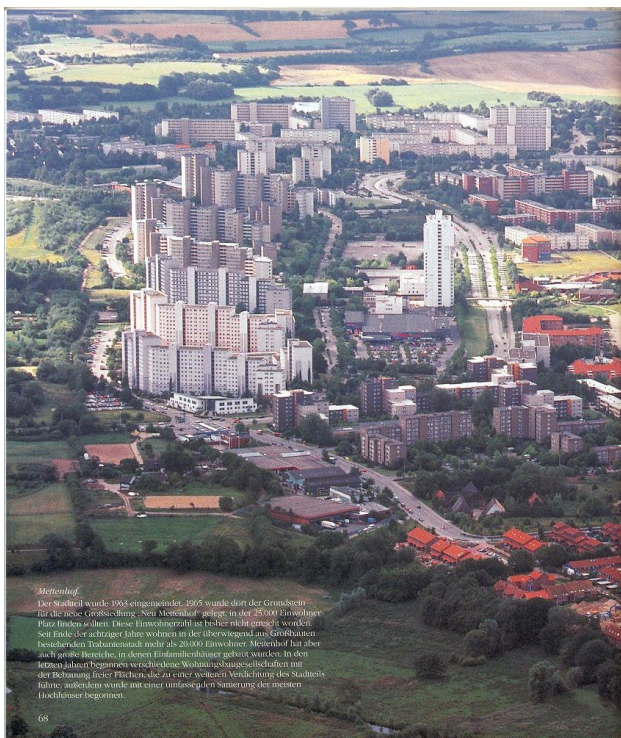 Mettenhof.
Der Stadtteil wurde 1963 eingemeindet. 1965 wurde dort der Grundstein
für die neue Großsiedlung „Neu Mettenhof“ gelegt, in der 25.000 Einwohner
Platz finden sollten. Diese Einwohnerzahl ist bisher nicht erreicht worden.
Seit Ende der achtziger Jahre wohnen in der überwiegend aus Großbauten
bestehenden Trabantenstadt mehr als 20.000 Einwohner. Mettenhof hat aber
auch große Bereiche, in denen Einfamilienhäuser gebaut wurden. In den
letzten Jahren begannen verschiedene Wohnungsbaugesellschaften mit
der Bebauung freier Flächen, die zu einer weiteren Verdichtung des Stadtteils
führte, außerdem wurde mit einer umfassenden Sanierung der meisten
Hochhäuser begonnen.
68